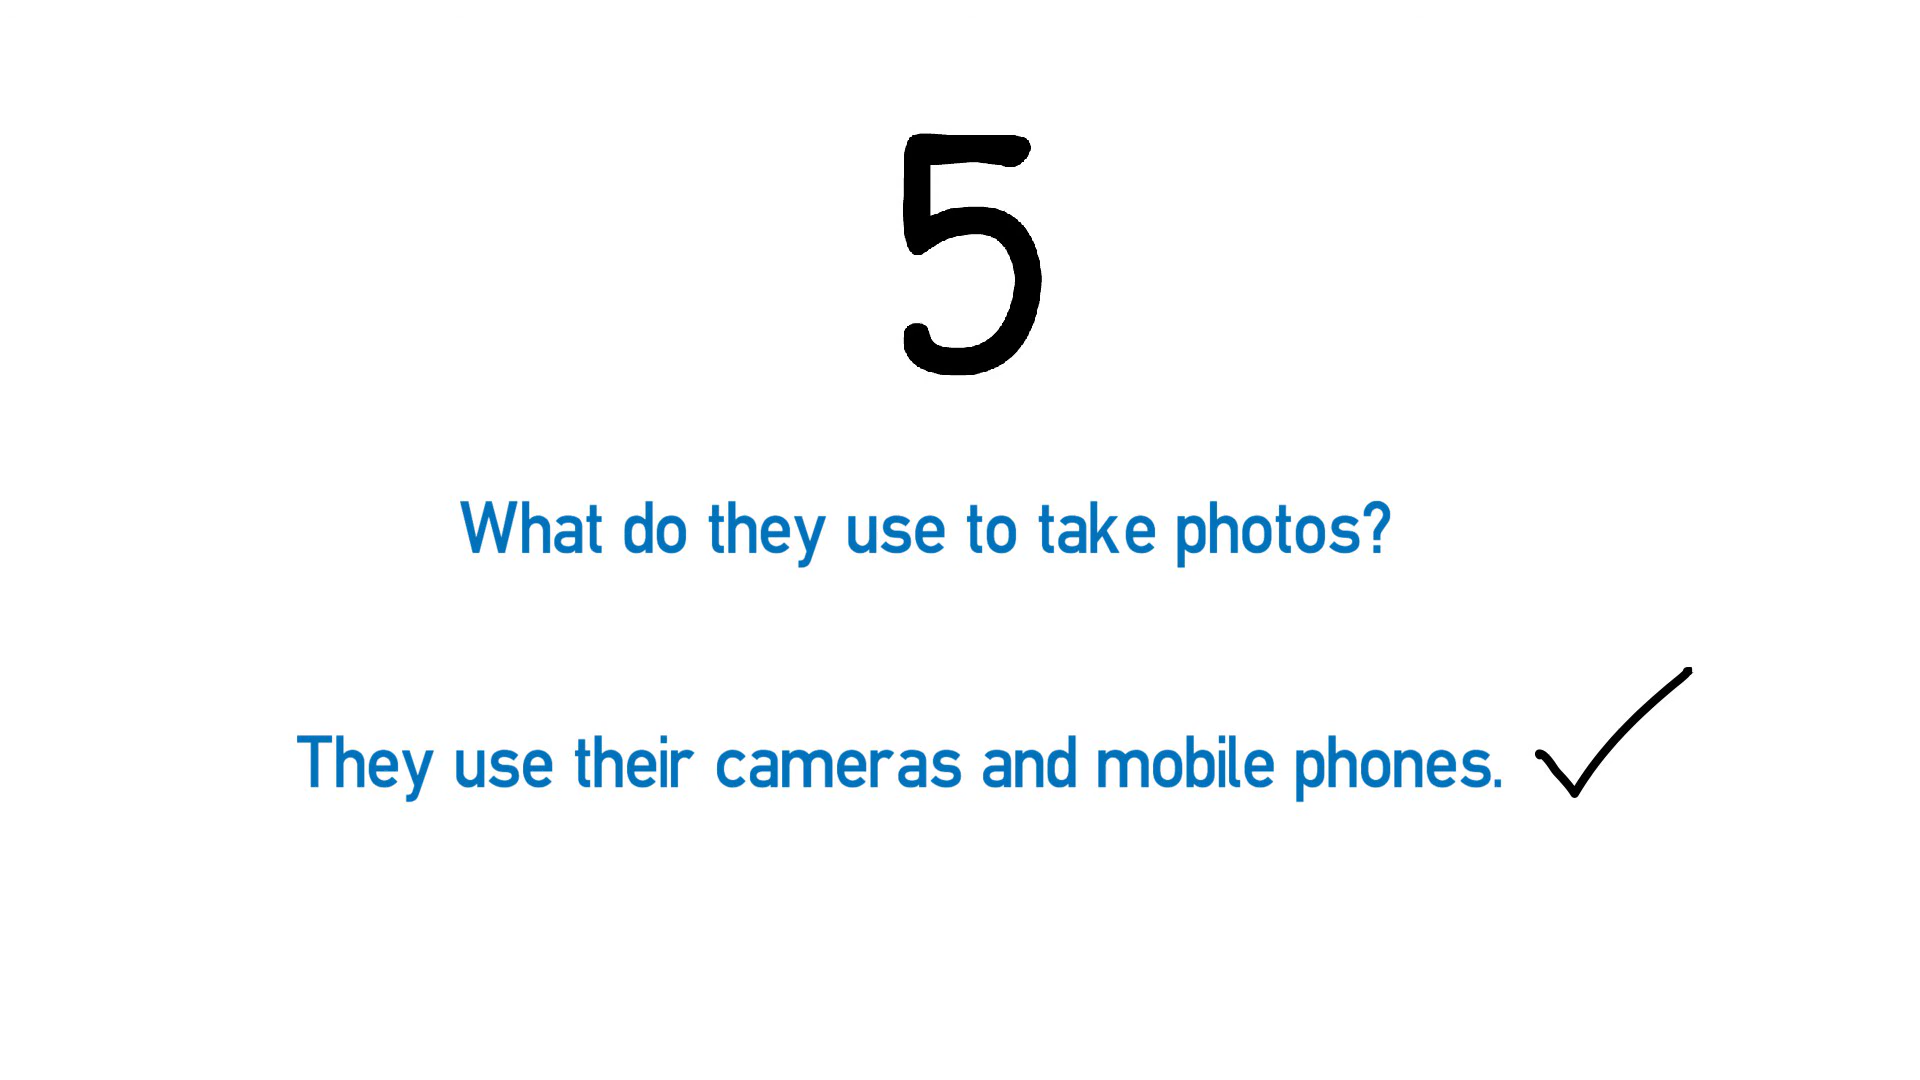 5
What do they use to take photos?
They use their cameras and mobile phones.